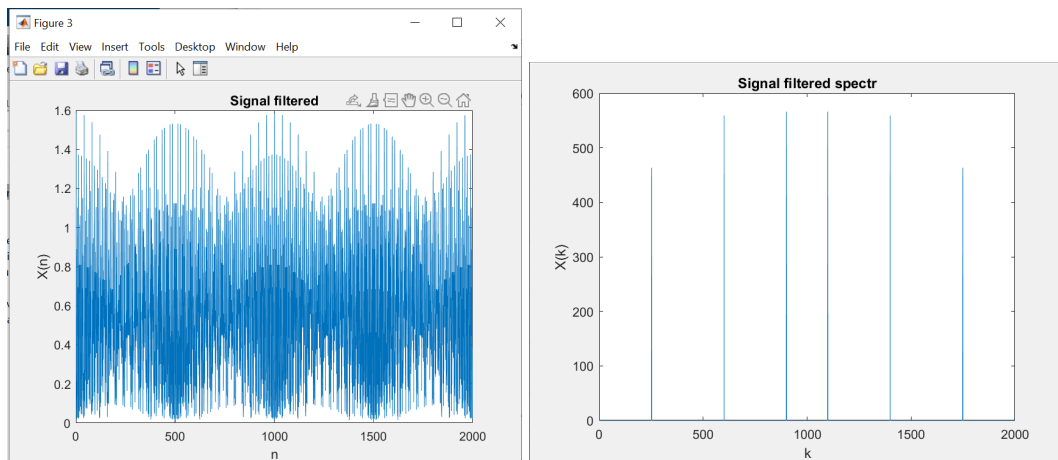 Figure 3
File Edit View Insert Tools Desktop Window Help
Signal filtered
1.6
1.4
1.2
1
0.8
0.6
0.4
0.2
0
X(n)
0 500 1000 1500 2000
n
Signal filtered spectr
600
500
400
300
200
100
0
X(k)
0 500 1000 1500 2000
k